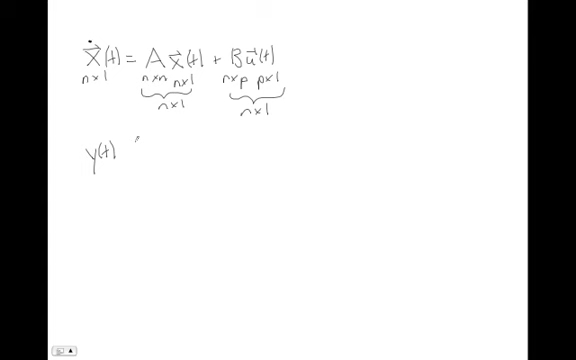 ẋ⃗(t) = A x⃗(t) + B u⃗(t)
n×1 n×n n×1 n×p p×1
n×1 n×1
y(t)